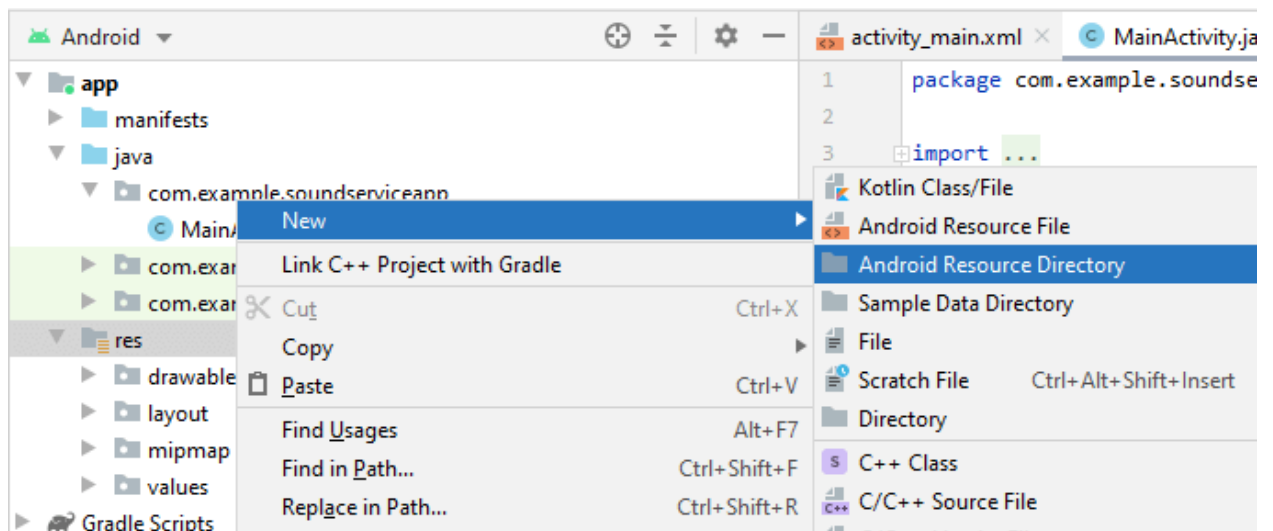 Android
activity_main.xml
MainActivity.ja
app
1
package com.example.soundse
manifests
2
java
3
import ...
com.example.soundserviceapp
Kotlin Class/File
MainA
New
Android Resource File
com.exar
Link C++ Project with Gradle
Android Resource Directory
com.exar
Cut
Ctrl+X
Sample Data Directory
res
Copy
File
drawable
Paste
Ctrl+V
Scratch File
Ctrl+Alt+Shift+Insert
layout
Directory
mipmap
Find Usages
Alt+F7
C++ Class
values
Find in Path...
Ctrl+Shift+F
C/C++ Source File
Gradle Scripts
Replace in Path...
Ctrl+Shift+R